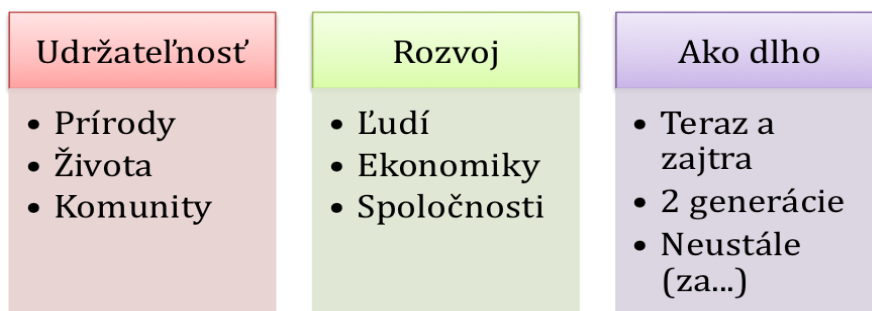 Udržateľnosť
• Prírody
• Života
• Komunity
Rozvoj
• Ľudí
• Ekonomiky
• Spoločnosti
Ako dlho
• Teraz a
zajtra
• 2 generácie
• Neustále
(za...)